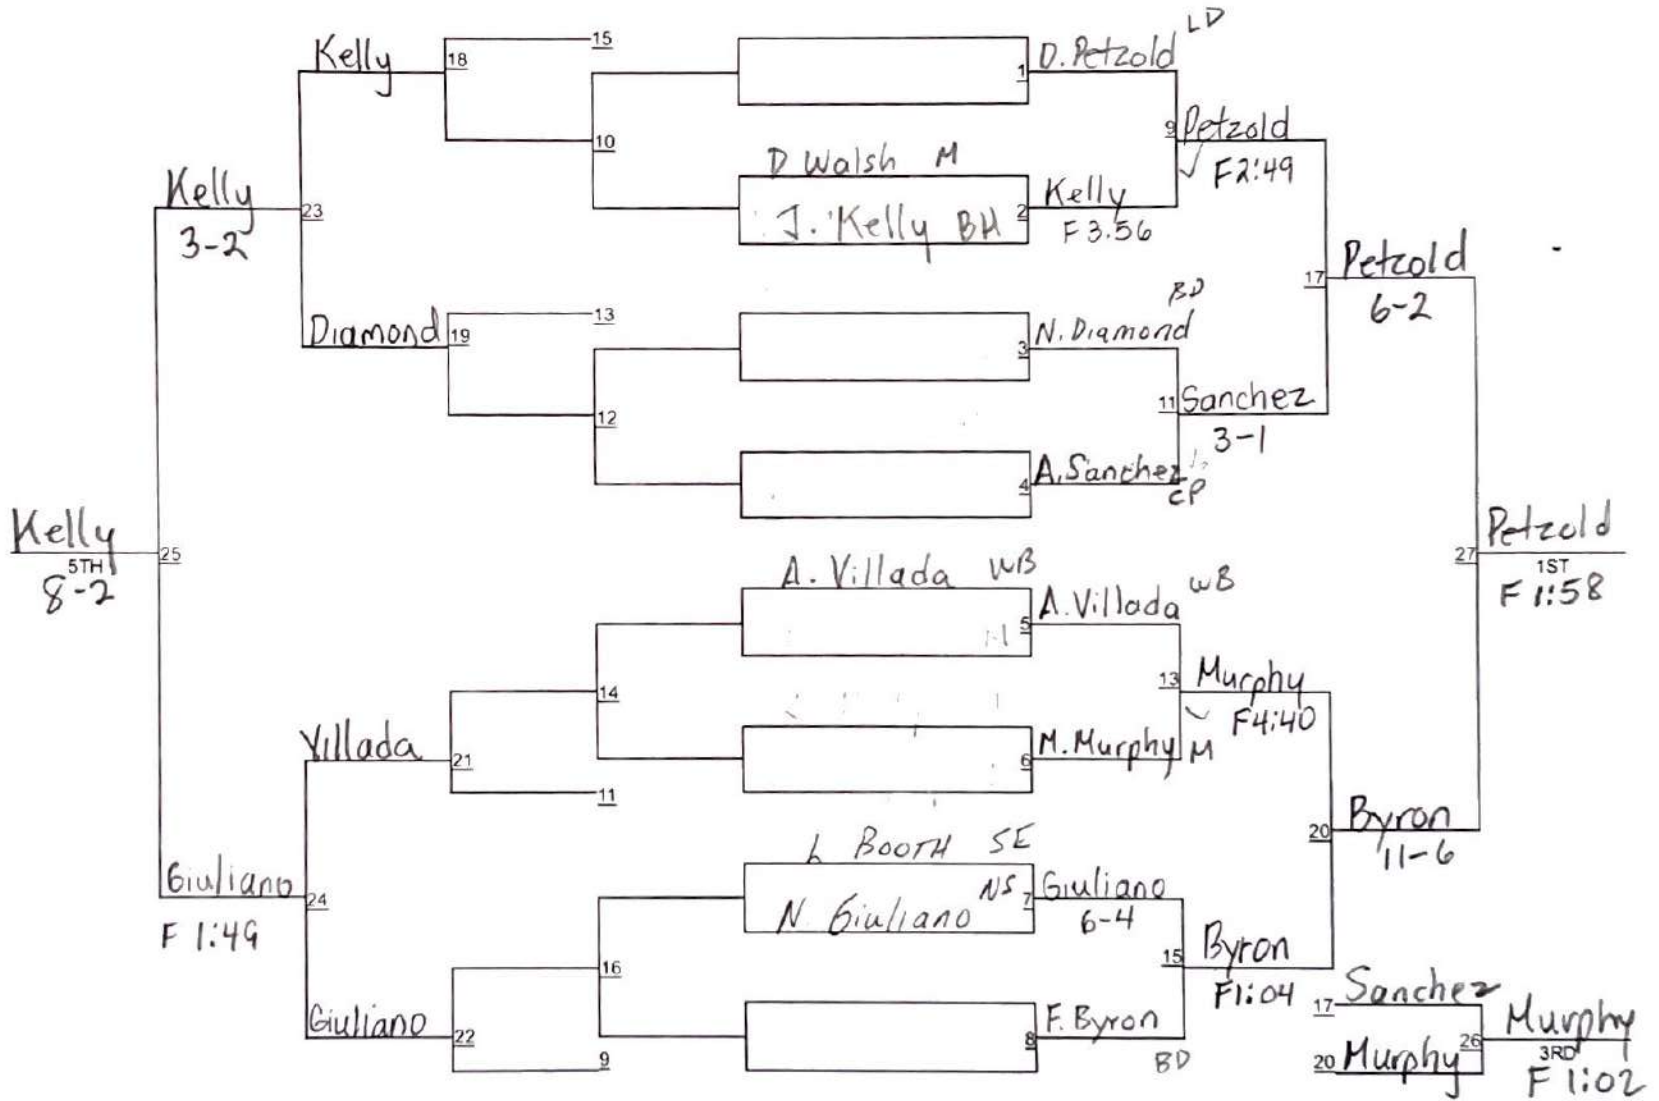 LD
Kelly 18 15 1 D. Petzold
9 Petzold
10 F2:49
D Walsh M
Kelly 23 J. Kelly BH 2 Kelly
3-2 F 3.56
17 Petzold
6-2
BD
Diamond 19 13 3 N. Diamond
12 11 Sanchez
3-1
4 A. Sanchez
CP
Kelly 25 27 Petzold
5TH 1ST
8-2 F 1:58
A. Villada WB
5 A. Villada WB
14 13 Murphy
F4:40
Villada 21 6 M. Murphy M
11
20 Byron
11-6
L BOOTH SE
Giuliano 24 N. Giuliano NS 7 Giuliano
F 1:49 6-4
16 15 Byron
F1:04
17 Sanchez
Giuliano 22 8 F. Byron
BD
9
26 Murphy
3RD
F 1:02
20 Murphy